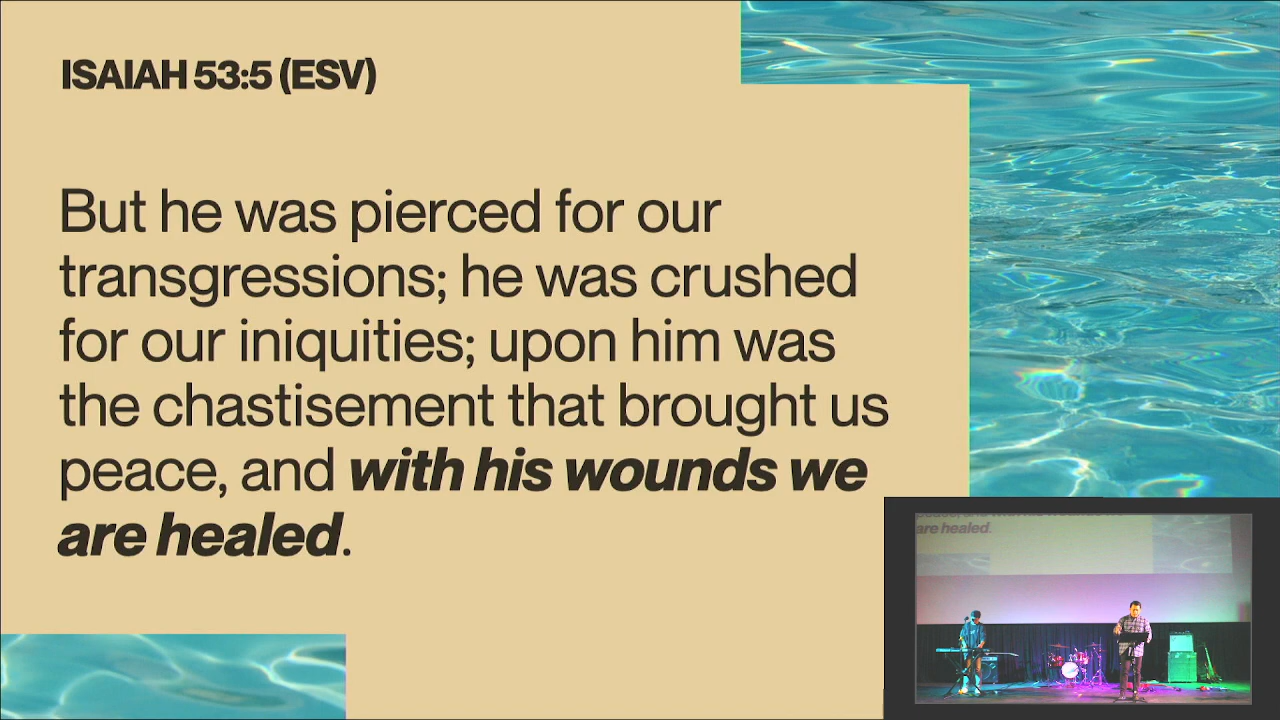 ISAIAH 53:5 (ESV)
But he was pierced for our
transgressions; he was crushed
for our iniquities; upon him was
the chastisement that brought us
peace, and with his wounds we
are healed.
are healed.